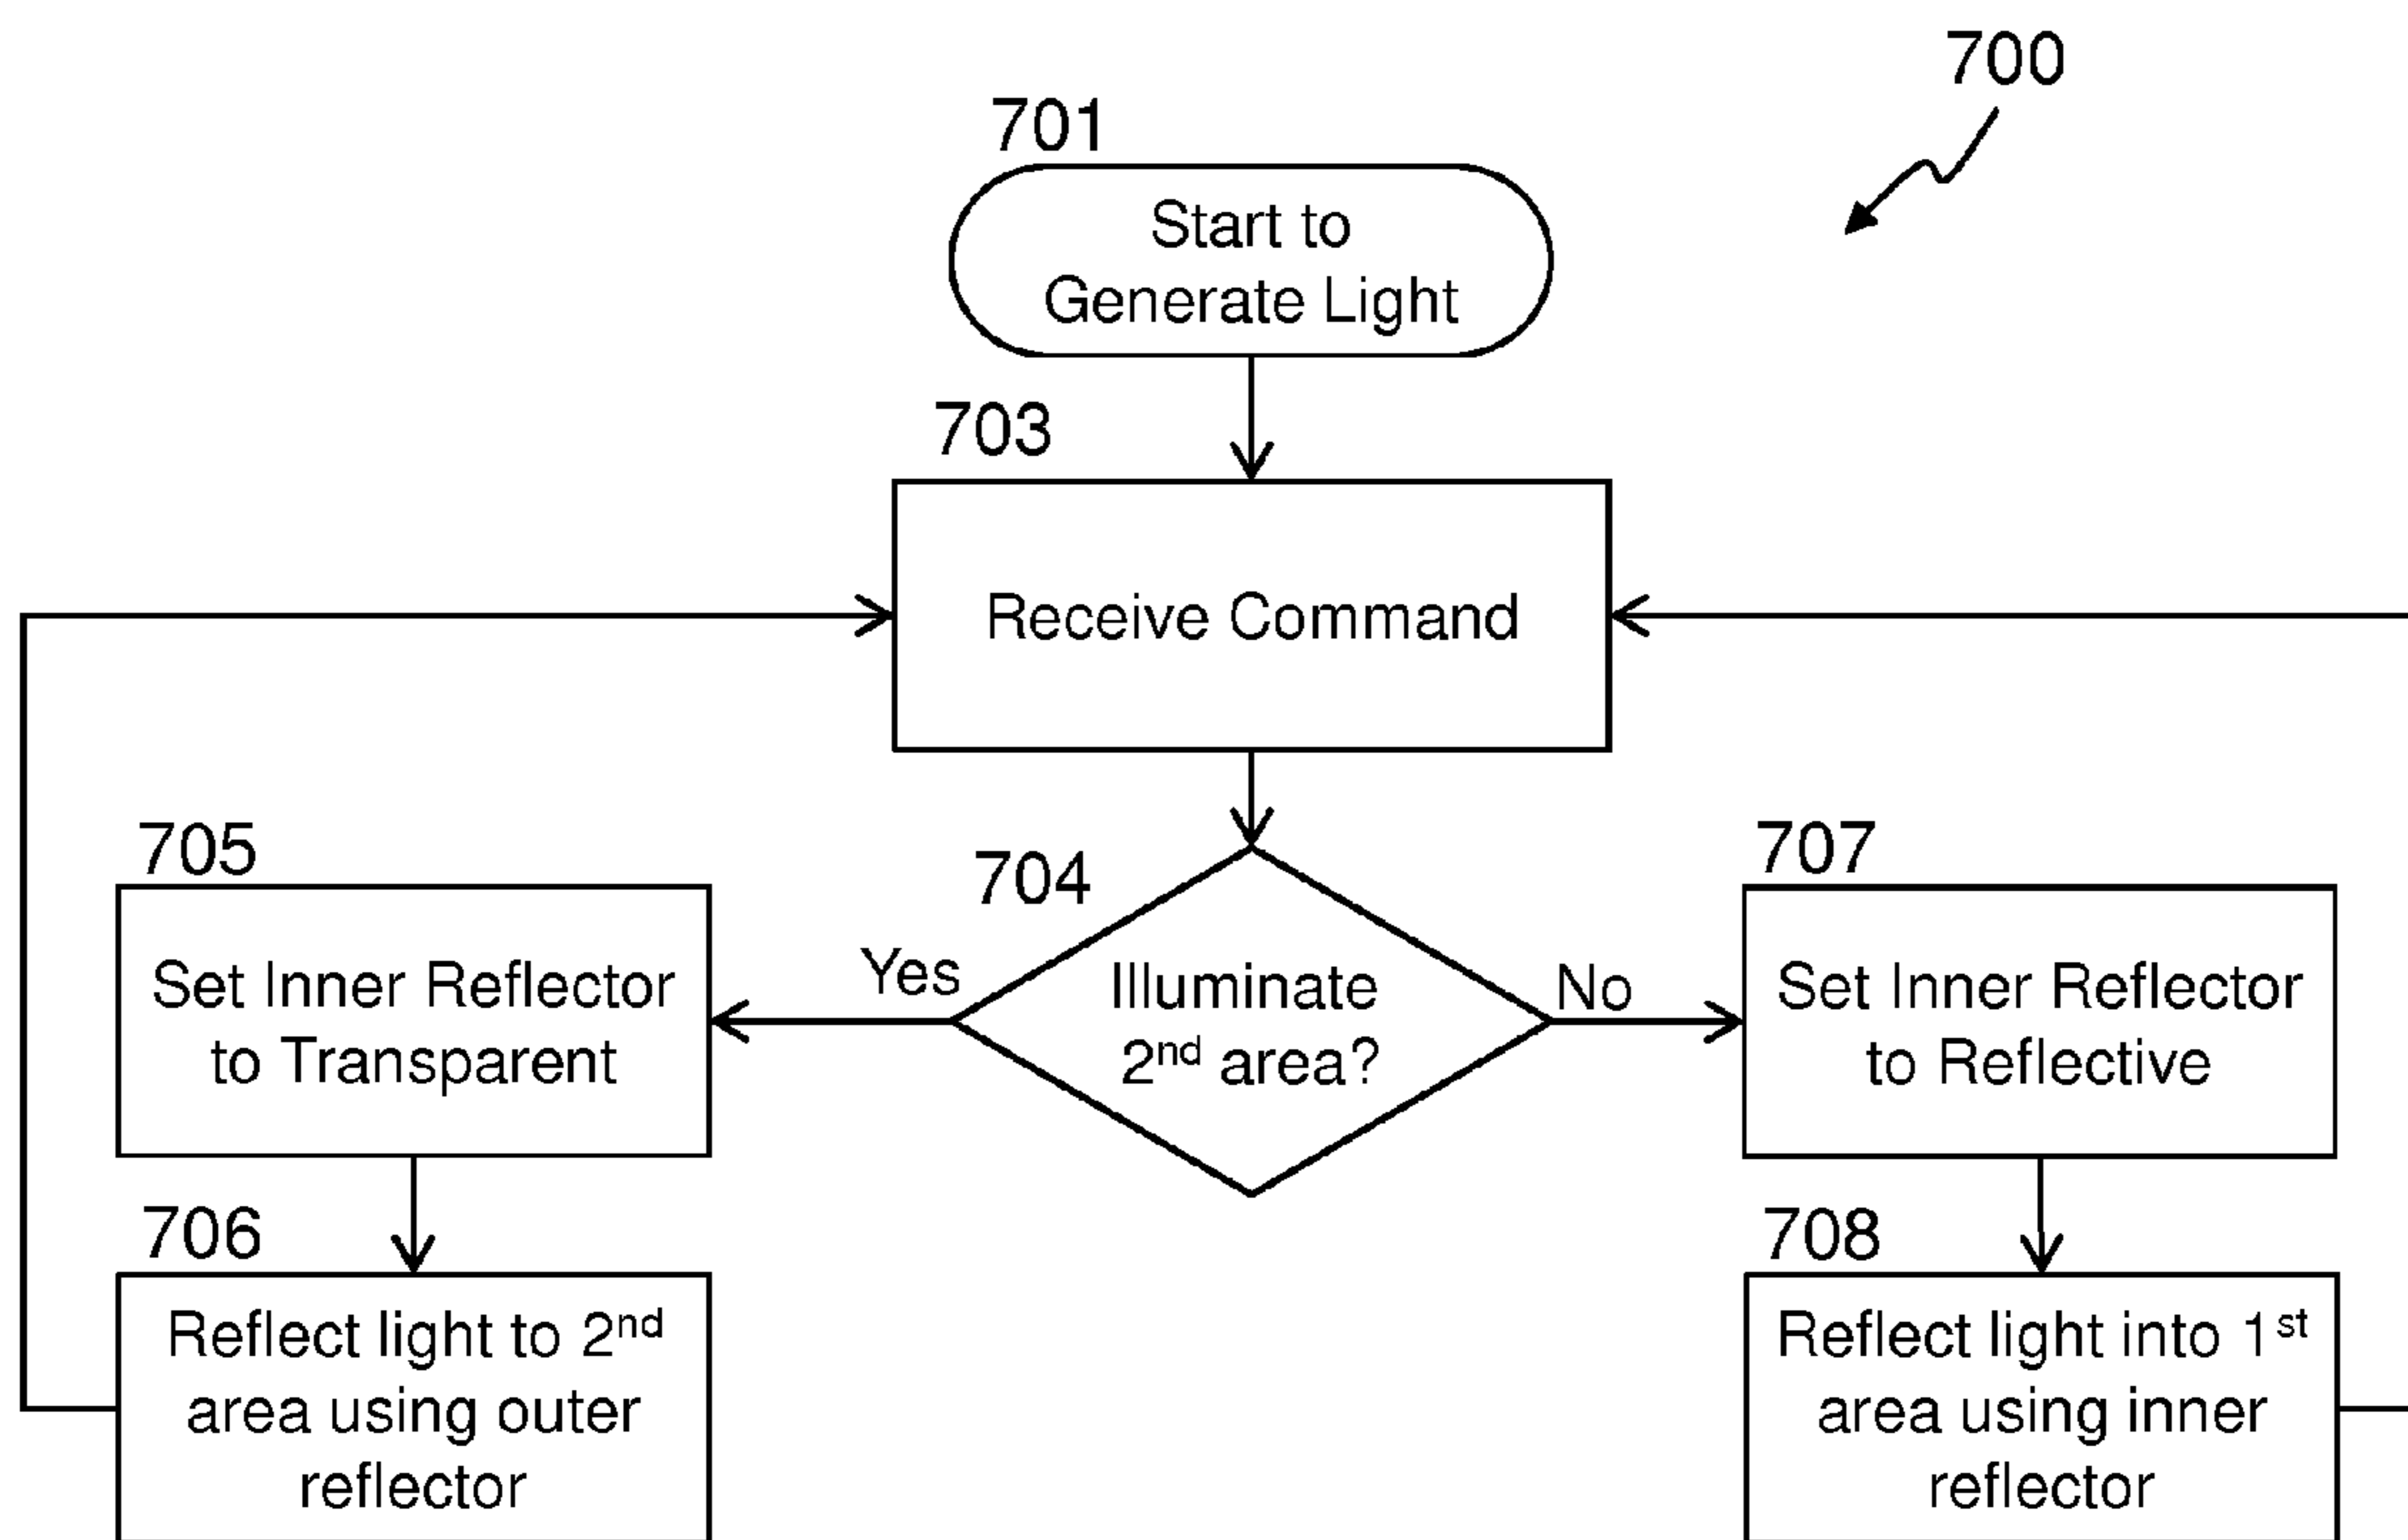 700
701
Start to
Generate Light
703
Receive Command
704
Illuminate
2nd area?
Yes
No
705
Set Inner Reflector
to Transparent
706
Reflect light to 2nd
area using outer
reflector
707
Set Inner Reflector
to Reflective
708
Reflect light into 1st
area using inner
reflector